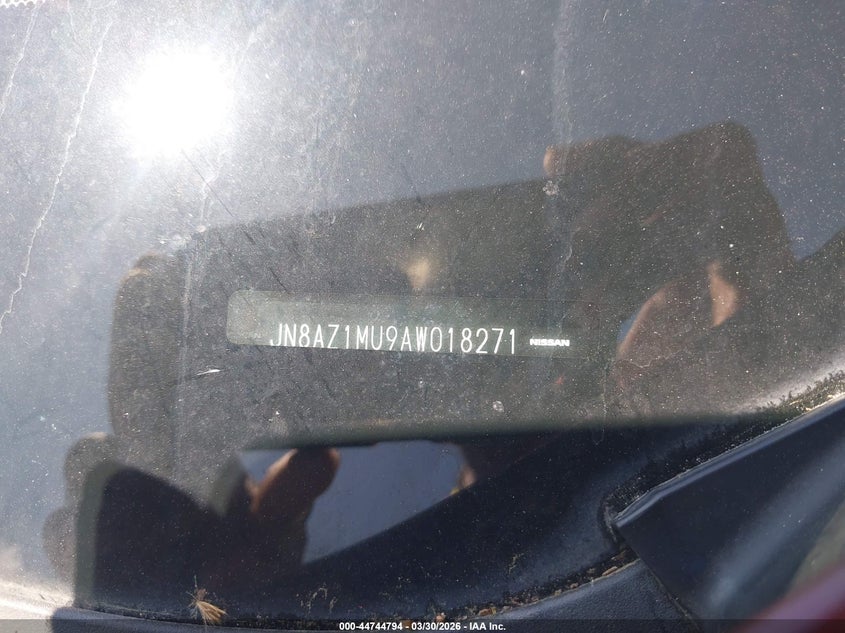 JN8AZ1MU9AW018271 NISSAN
000-44744794 - 03/30/2026 - IAA Inc.